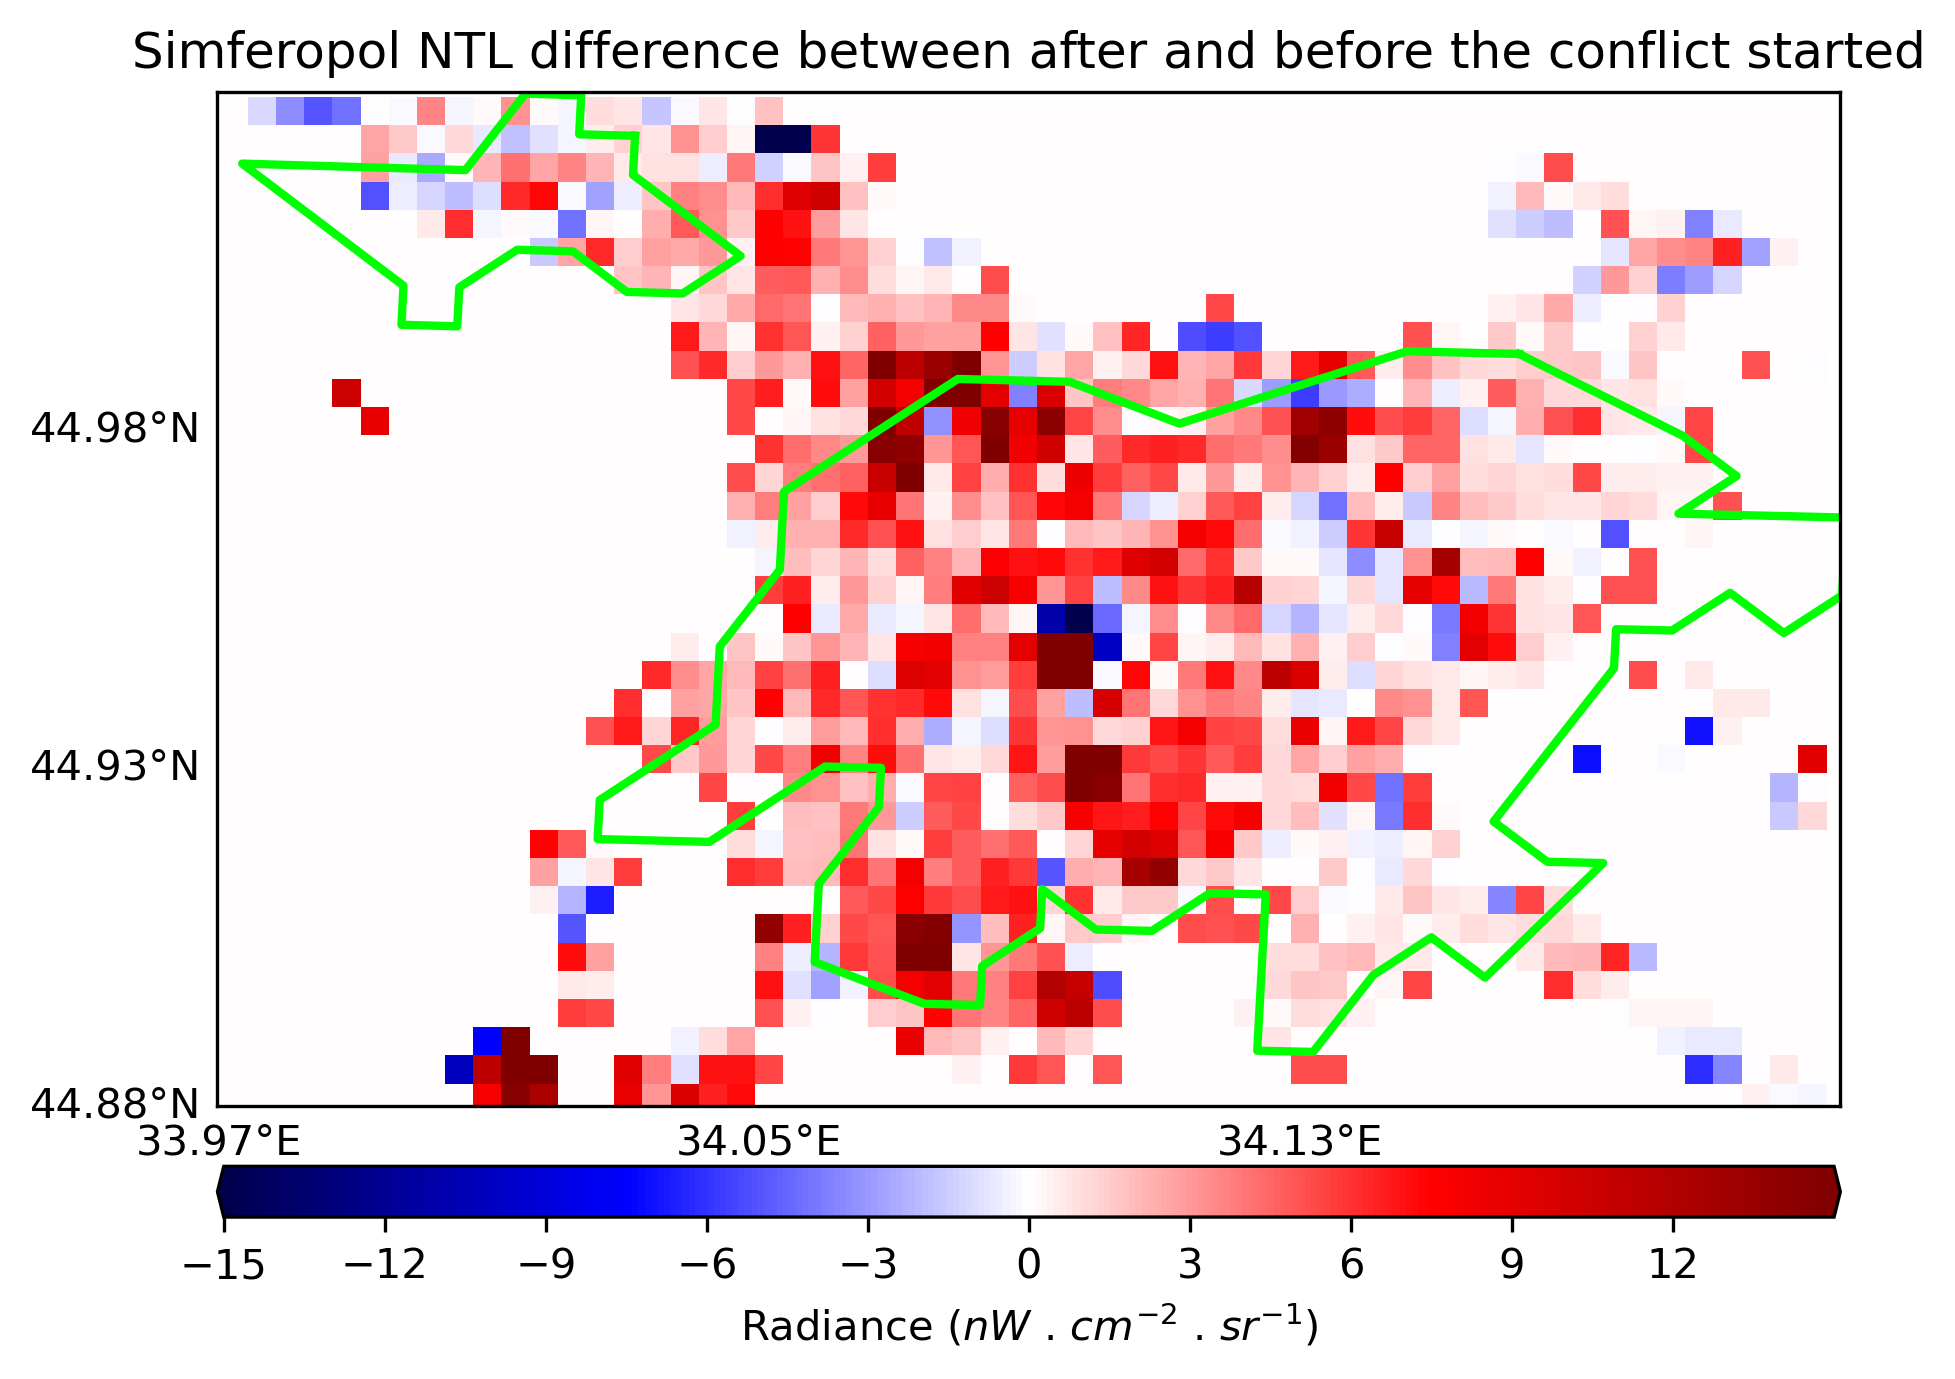 Simferopol NTL difference between after and before the conflict started
44.98°N
44.93°N
44.88°N
33.97°E 34.05°E 34.13°E
−15 −12 −9 −6 −3 0 3 6 9 12
Radiance (nW . cm⁻² . sr⁻¹)